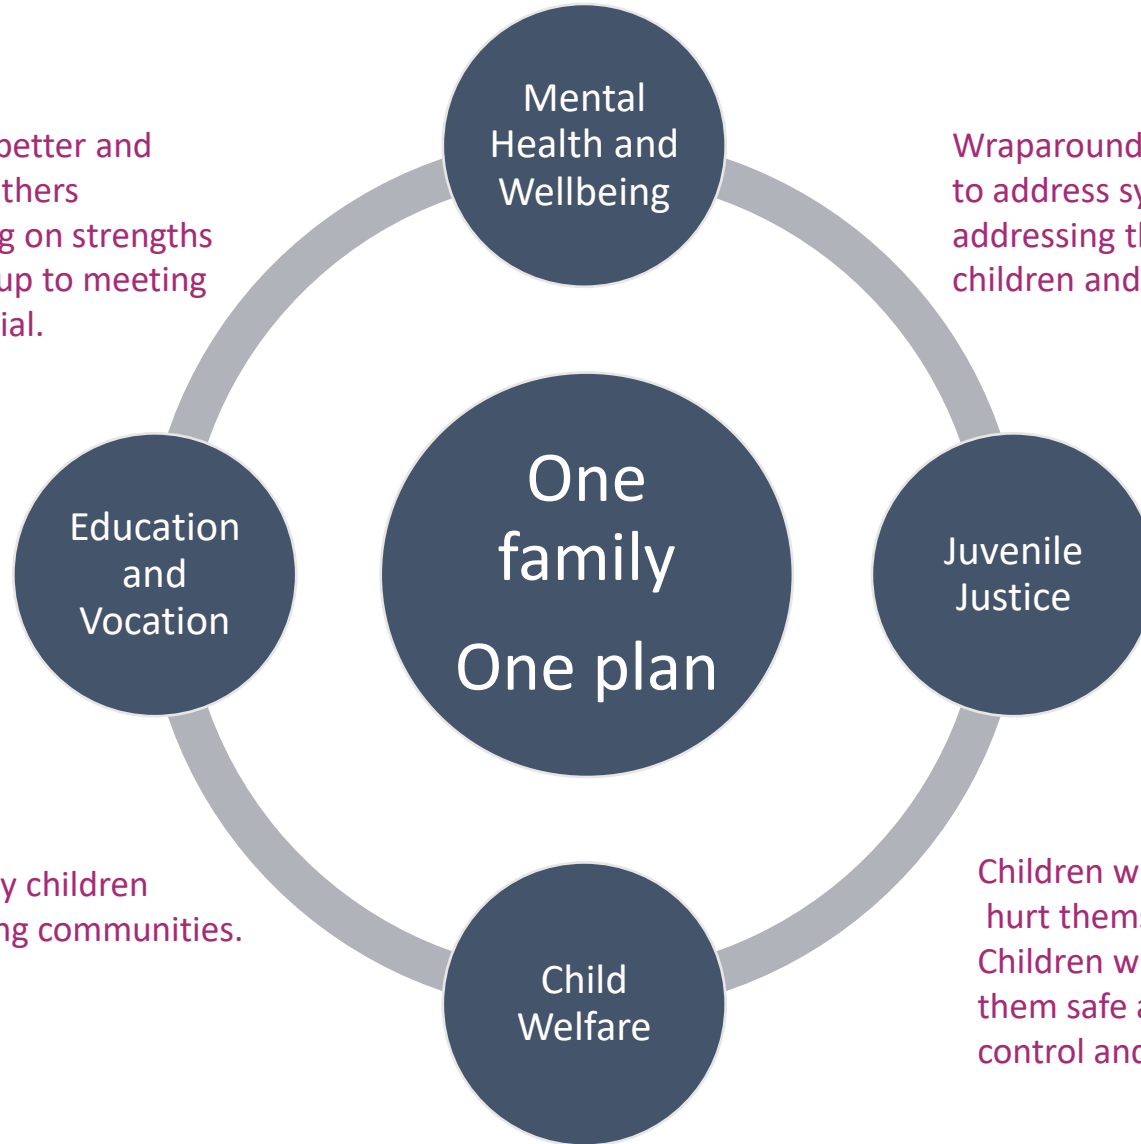 Mental
Health and
Wellbeing
better and
thers
g on strengths
up to meeting
ial.
Wraparound
to address sy
addressing th
children and
Education
and
Vocation
One
family
One plan
Juvenile
Justice
y children
ng communities.
Children w
hurt thems
Children w
them safe a
control and
Child
Welfare